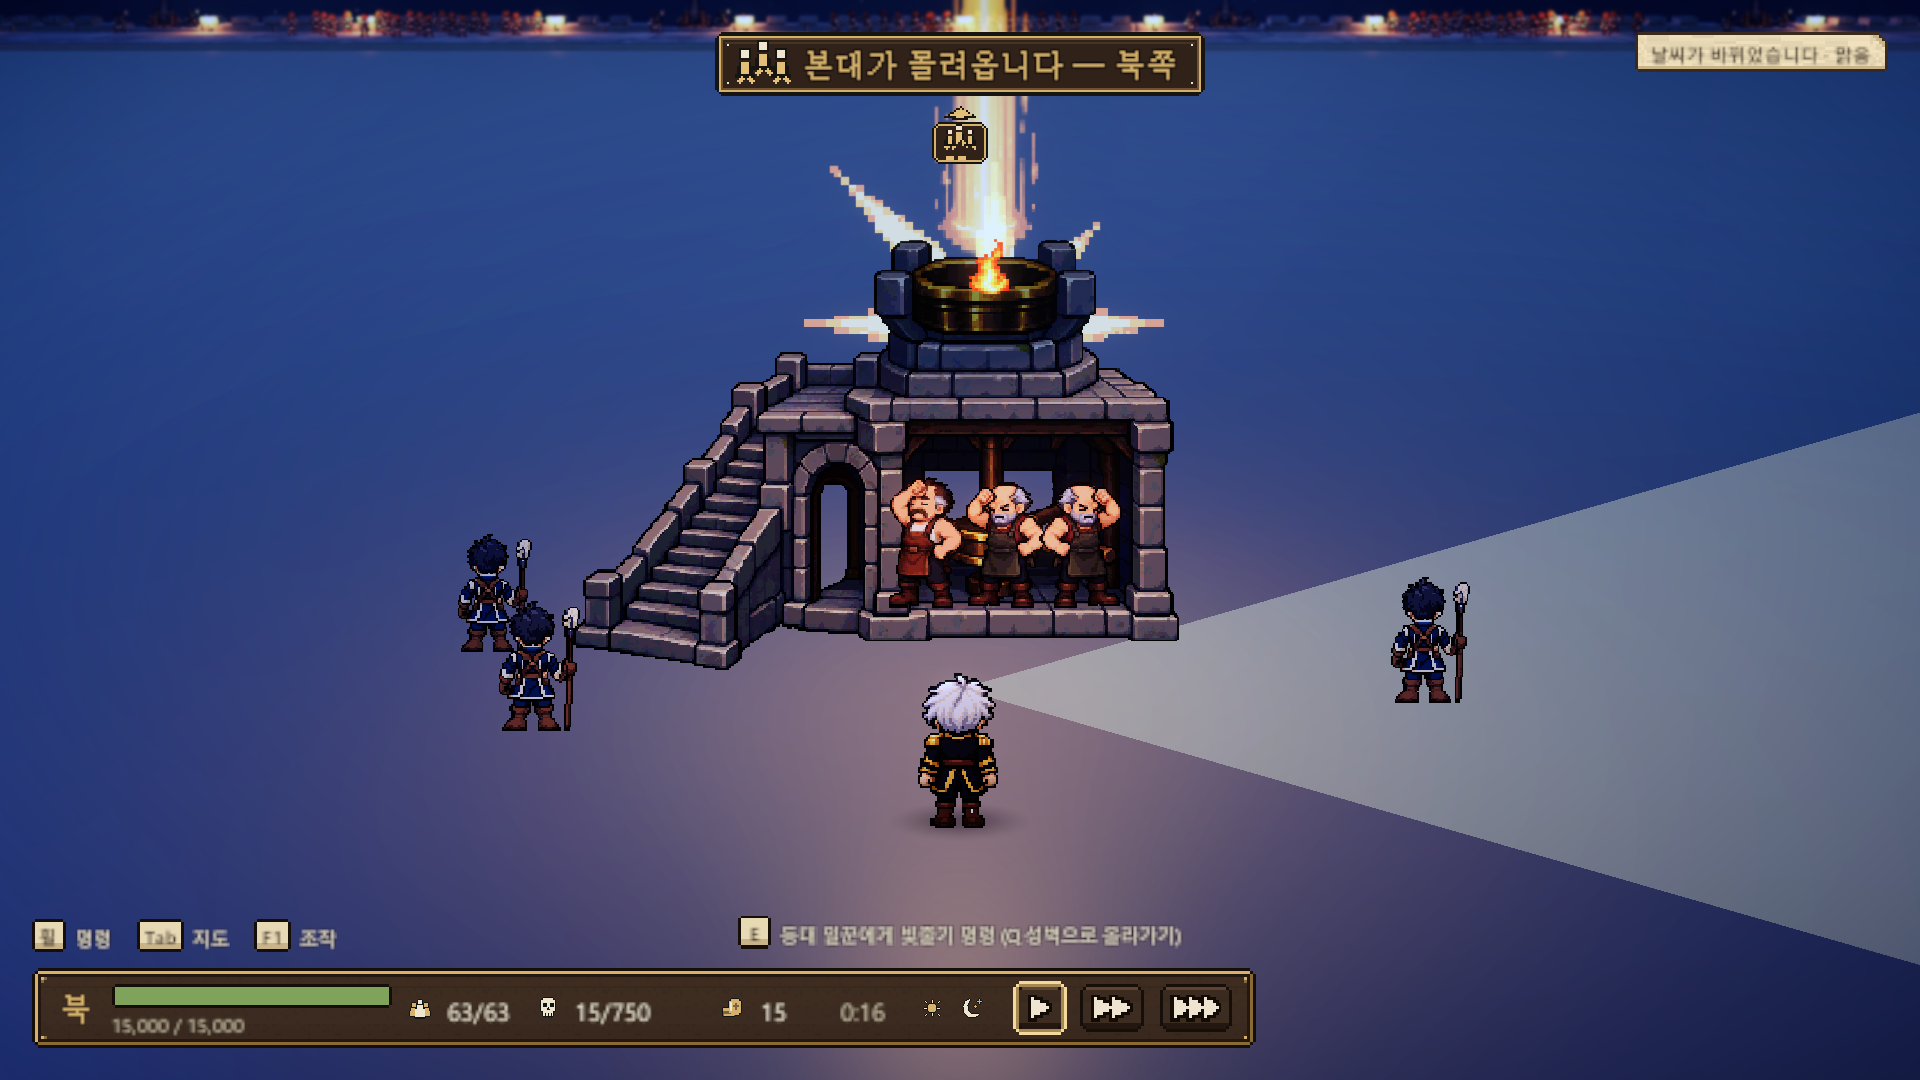 본대가 몰려옵니다 — 북쪽
날씨가 바뀌었습니다 · 맑음
휠 명령 Tab 지도 F1 조작
E 등대 일꾼에게 빛줄기 명령 (Q 성벽으로 올라가기)
북 63/63 15/750 15 0:16
15,000 / 15,000